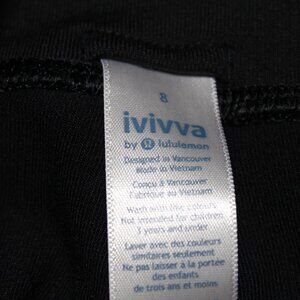 8
ivivva
by lululemon
Designed in Vancouver
Made in Vietnam
Conçu à Vancouver
Fabriqué au Vietnam
Wash with like colours
Not intended for children
3 years and under
Laver avec des couleurs
similaires seulement
Ne pas laisser à la portée
des enfants
de trois ans et moins